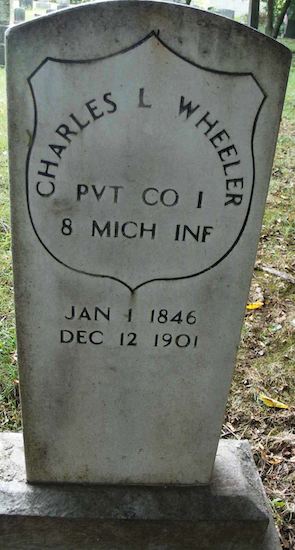 CHARLES L WHEELER
PVT CO I
8 MICH INF
JAN 1 1846
DEC 12 1901